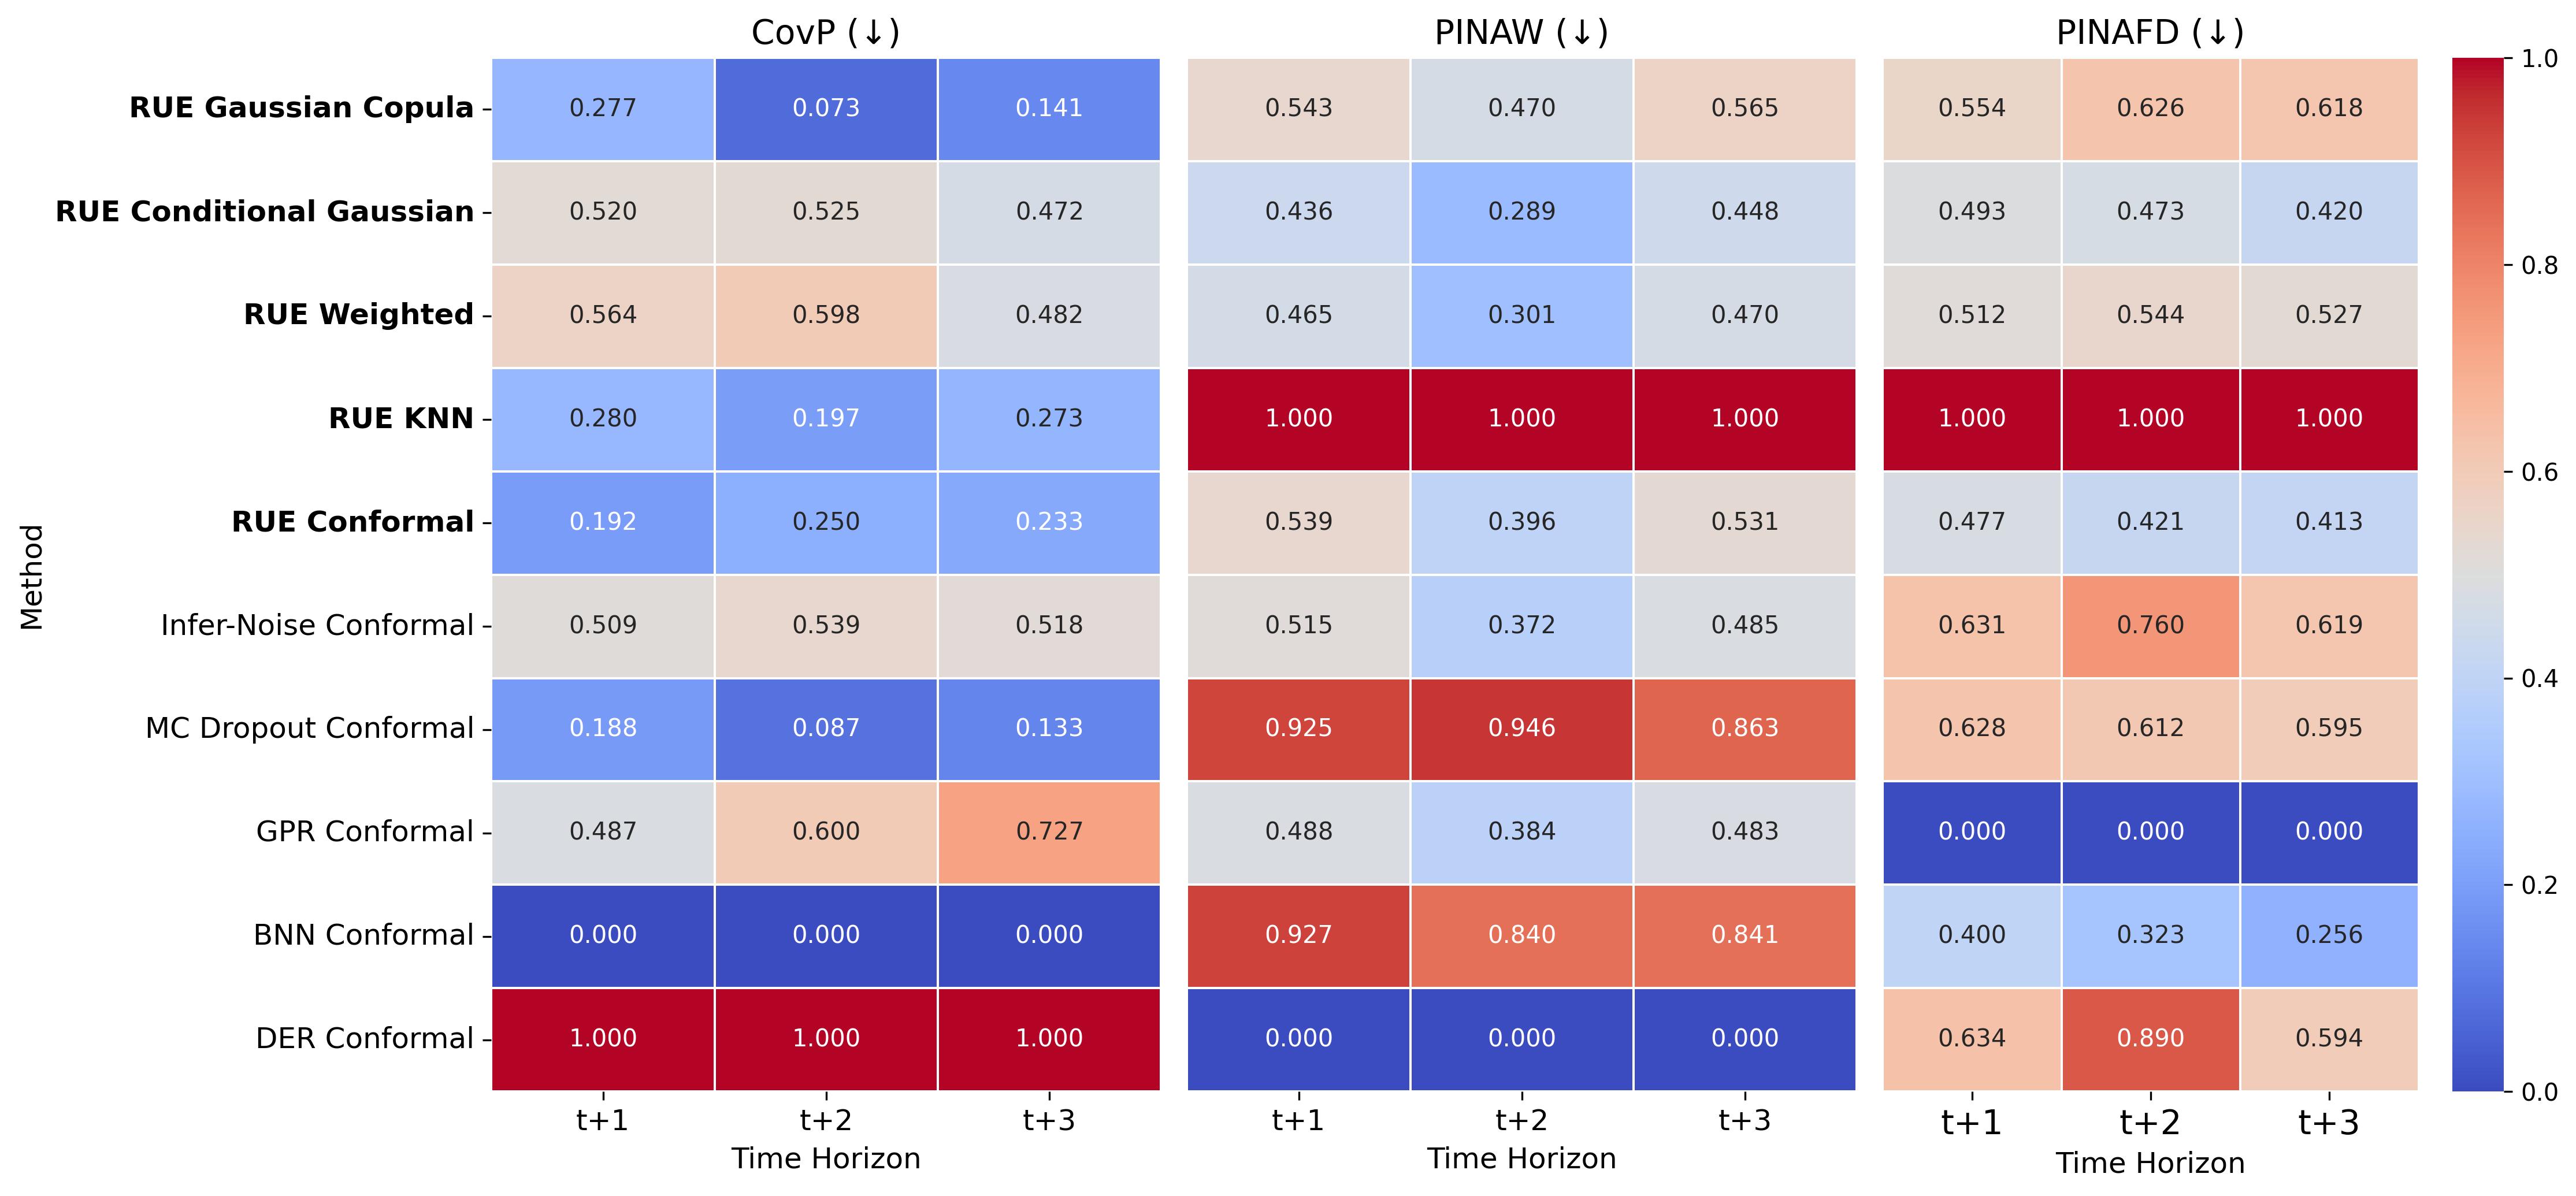 CovP (↓) PINAW (↓) PINAFD (↓)
RUE Gaussian Copula 0.277 0.073 0.141 0.543 0.470 0.565 0.554 0.626 0.618
RUE Conditional Gaussian 0.520 0.525 0.472 0.436 0.289 0.448 0.493 0.473 0.420
RUE Weighted 0.564 0.598 0.482 0.465 0.301 0.470 0.512 0.544 0.527
RUE KNN 0.280 0.197 0.273 1.000 1.000 1.000 1.000 1.000 1.000
RUE Conformal 0.192 0.250 0.233 0.539 0.396 0.531 0.477 0.421 0.413
Infer-Noise Conformal 0.509 0.539 0.518 0.515 0.372 0.485 0.631 0.760 0.619
MC Dropout Conformal 0.188 0.087 0.133 0.925 0.946 0.863 0.628 0.612 0.595
GPR Conformal 0.487 0.600 0.727 0.488 0.384 0.483 0.000 0.000 0.000
BNN Conformal 0.000 0.000 0.000 0.927 0.840 0.841 0.400 0.323 0.256
DER Conformal 1.000 1.000 1.000 0.000 0.000 0.000 0.634 0.890 0.594
t+1 t+2 t+3 t+1 t+2 t+3 t+1 t+2 t+3
Time Horizon Time Horizon Time Horizon
Method
1.0
0.8
0.6
0.4
0.2
0.0